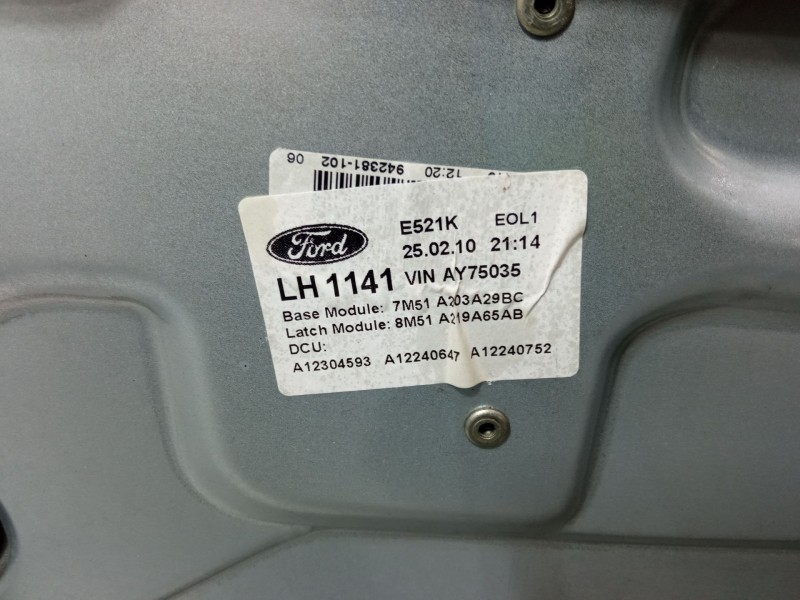 942381-102 06
12:20
Ford
E521K EOL1
25.02.10 21:14
LH 1141 VIN AY75035
Base Module: 7M51 A203A29BC
Latch Module: 8M51 A219A65AB
DCU:
A12304593 A12240647 A12240752